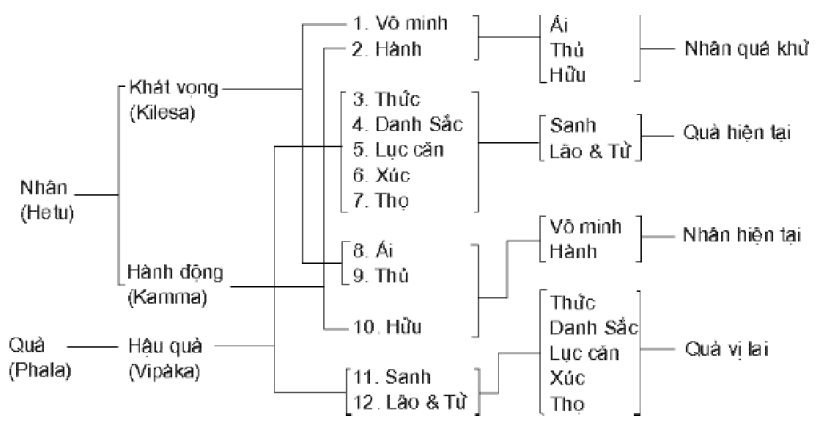 Nhân
(Hetu)
Quả
(Phala)
Khát vọng
(Kilesa)
Hành động
(Kamma)
Hậu quả
(Vipàka)
1. Vô minh
2. Hành
3. Thức
4. Danh Sắc
5. Lục căn
6. Xúc
7. Thọ
8. Ái
9. Thủ
10. Hữu
11. Sanh
12. Lão & Tử
Ái
Thủ
Hữu
Sanh
Lão & Tử
Vô minh
Hành
Thức
Danh Sắc
Lục căn
Xúc
Thọ
Nhân quá khứ
Quả hiện tại
Nhân hiện tại
Quả vị lai